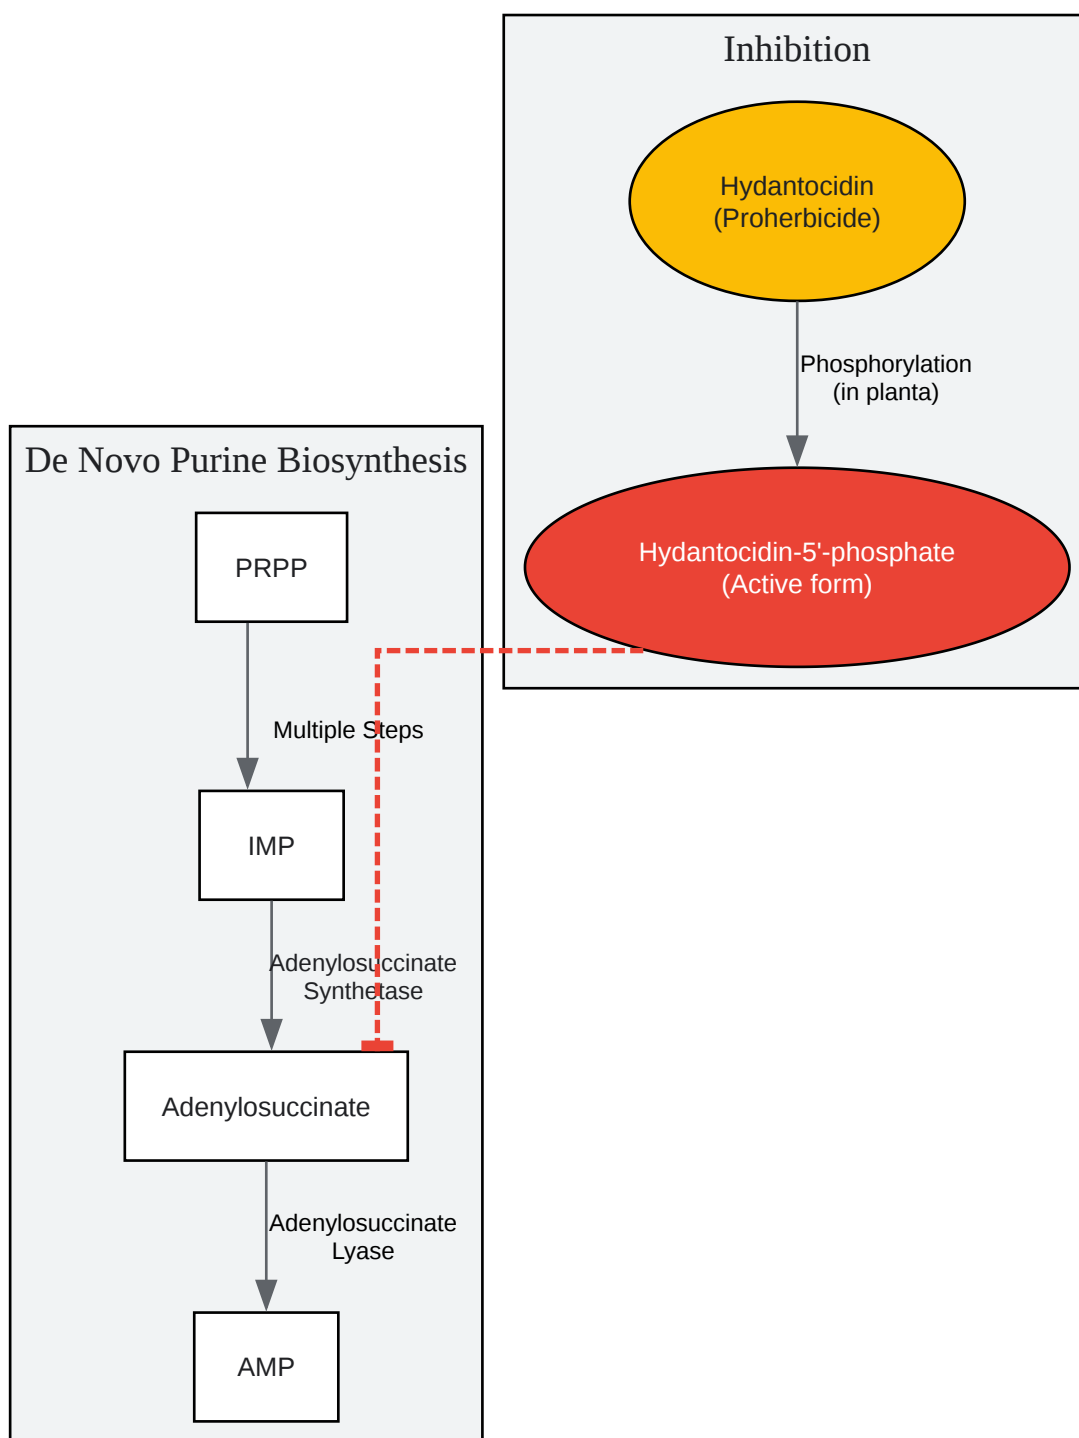 Inhibition
Hydantocidin
(Proherbicide)
Phosphorylation
(in planta)
Hydantocidin-5'-phosphate
(Active form)
De Novo Purine Biosynthesis
PRPP
Multiple Steps
IMP
Adenylosuccinate
Synthetase
Adenylosuccinate
Adenylosuccinate
Lyase
AMP